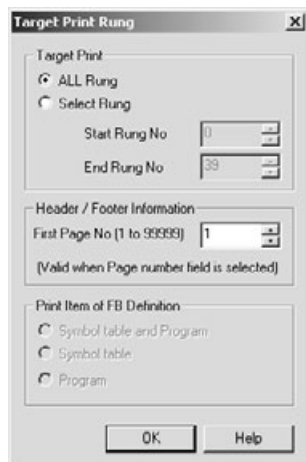 Target Print Rung
Target Print
ALL Rung
Select Rung
Start Rung No 0
End Rung No 39
Header / Footer Information
First Page No (1 to 99999) 1
(Valid when Page number field is selected)
Print Item of FB Definition
Symbol table and Program
Symbol table
Program
OK Help